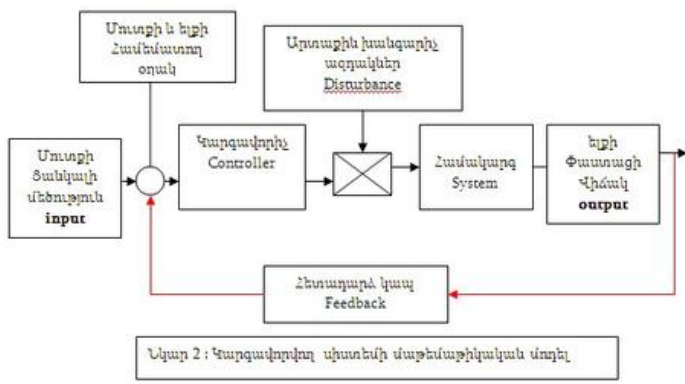 Մուտքի և ելքի
Համեմատող
օղակ
Արտաքին խանգարիչ
ազդակներ
Disturbance
Մուտքի
Ցանկալի
մեծություն
input
Կարգավորիչ
Controller
Համակարգ
System
ելքի
Փաստացի
Վիճակ
output
Հետադարձ կապ
Feedback
Նկար 2 : Կարգավորվող սիստեմի մաթեմաթիկական մոդել